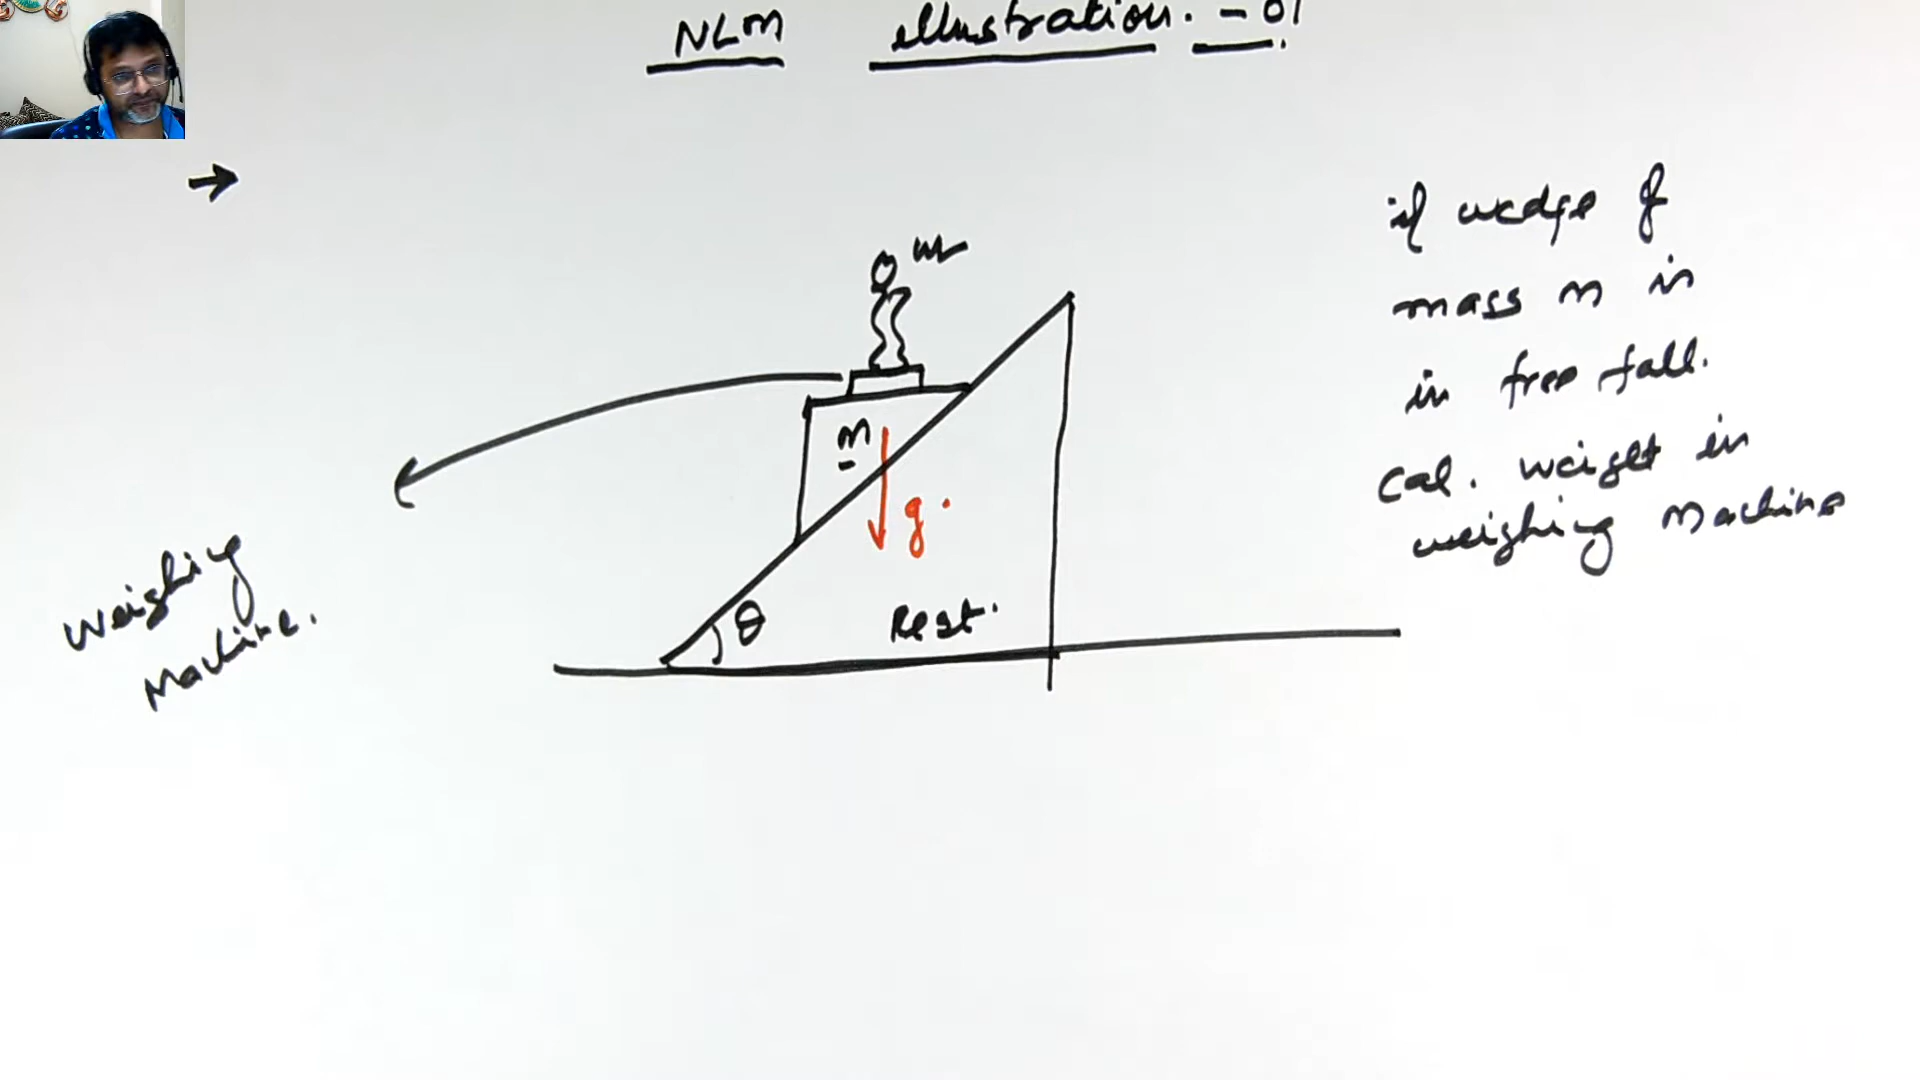 NLM illustration. - 01
if wedge of
mass m is
in free fall.
Cal. weight in
weighing Machine
m
g.
θ
Rest.
Weighing
Machine.